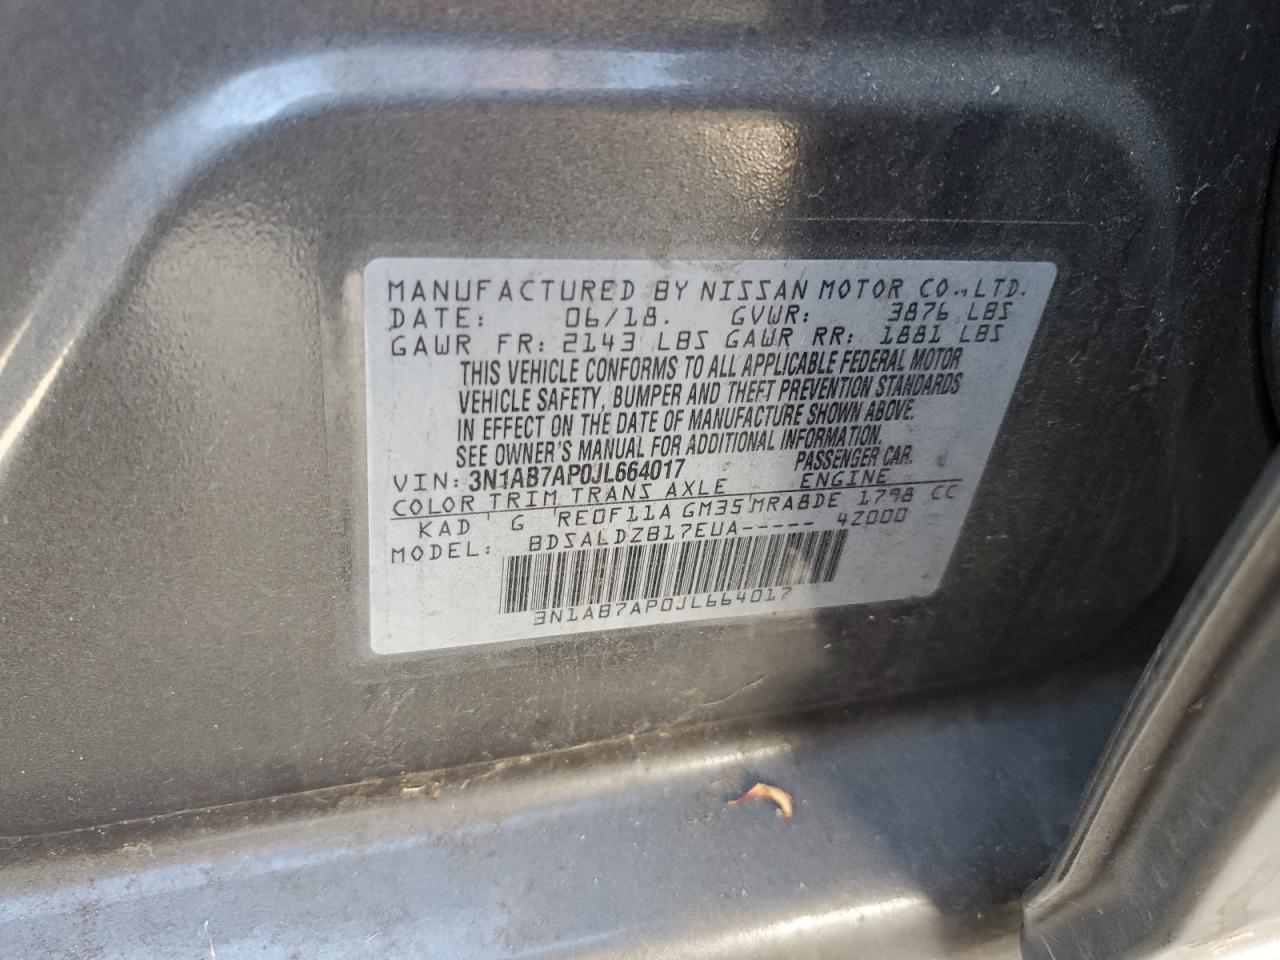 MANUFACTURED BY NISSAN MOTOR CO., LTD.
DATE: 06/18. GVWR: 3876 LBS
GAWR FR: 2143 LBS GAWR RR: 1881 LBS
THIS VEHICLE CONFORMS TO ALL APPLICABLE FEDERAL MOTOR
VEHICLE SAFETY, BUMPER AND THEFT PREVENTION STANDARDS
IN EFFECT ON THE DATE OF MANUFACTURE SHOWN ABOVE.
SEE OWNER'S MANUAL FOR ADDITIONAL INFORMATION.
VIN: 3N1AB7AP0JL664017 PASSENGER CAR.
COLOR TRIM TRANS AXLE ENGINE
KAD G RE0F11A GM35 MRA8DE 1798 CC
MODEL: BDSALDZB17EUA----- 4Z000
3N1AB7AP0JL664017